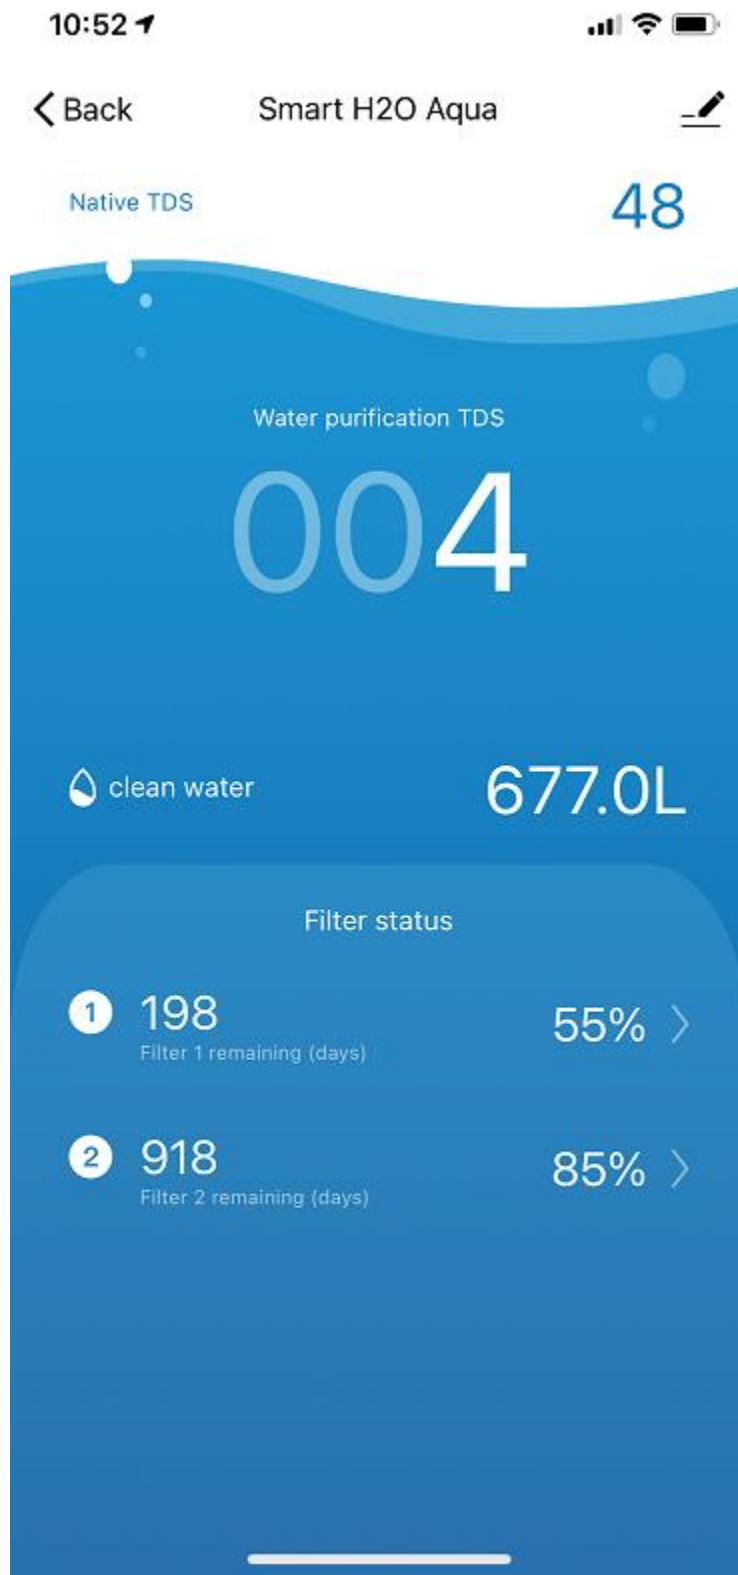 10:52
Back
Smart H2O Aqua
Native TDS
48
Water purification TDS
004
clean water
677.0L
Filter status
1
198
55%
Filter 1 remaining (days)
2
918
85%
Filter 2 remaining (days)